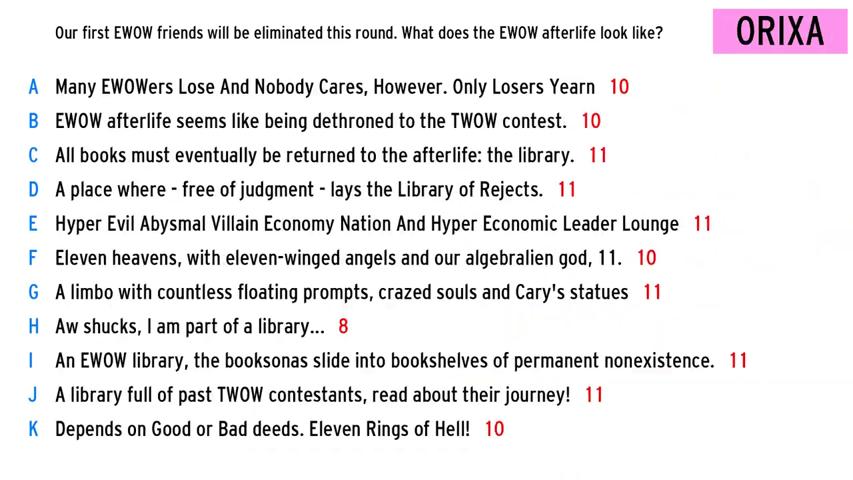 Our first EWOW friends will be eliminated this round. What does the EWOW afterlife look like?
ORIXA
A Many EWOWers Lose And Nobody Cares, However. Only Losers Yearn 10
B EWOW afterlife seems like being dethroned to the TWOW contest. 10
C All books must eventually be returned to the afterlife: the library. 11
D A place where - free of judgment - lays the Library of Rejects. 11
E Hyper Evil Abysmal Villain Economy Nation And Hyper Economic Leader Lounge 11
F Eleven heavens, with eleven-winged angels and our algebralien god, 11. 10
G A limbo with countless floating prompts, crazed souls and Cary's statues 11
H Aw shucks, I am part of a library... 8
I An EWOW library, the booksonas slide into bookshelves of permanent nonexistence. 11
J A library full of past TWOW contestants, read about their journey! 11
K Depends on Good or Bad deeds. Eleven Rings of Hell! 10